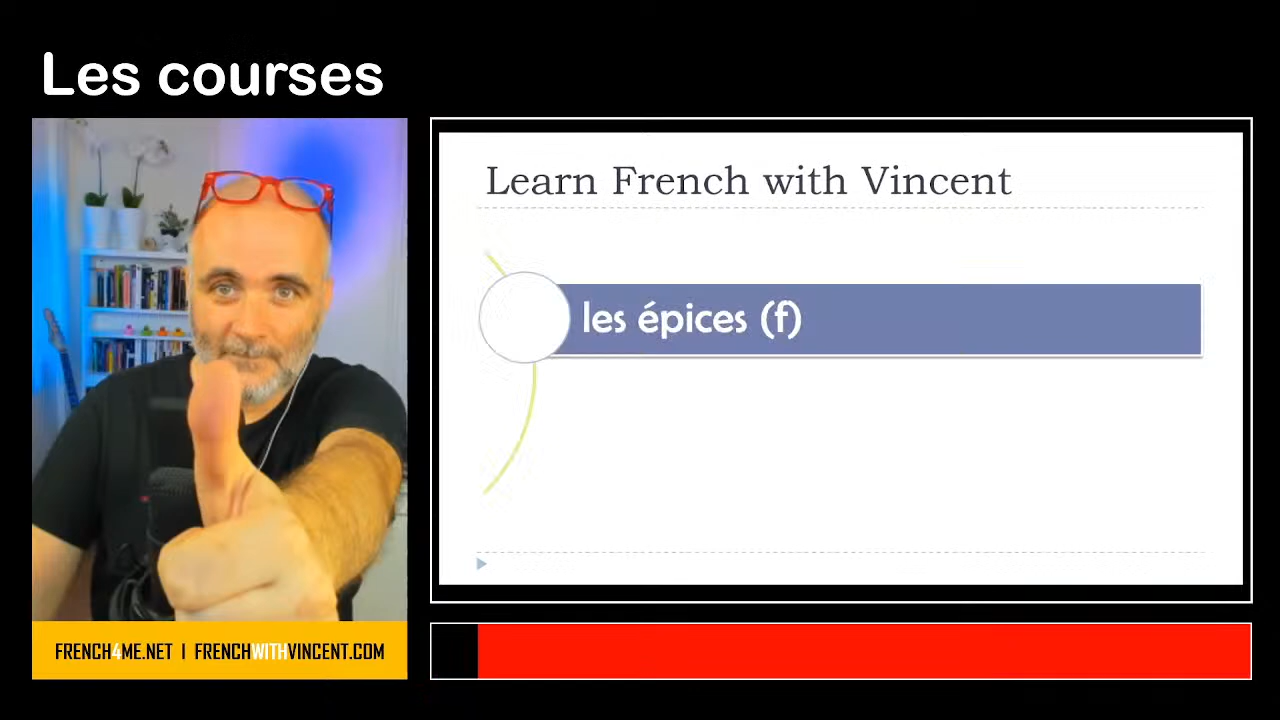 Les courses
Learn French with Vincent
les épices (f)
FRENCH4ME.NET | FRENCHWITHVINCENT.COM